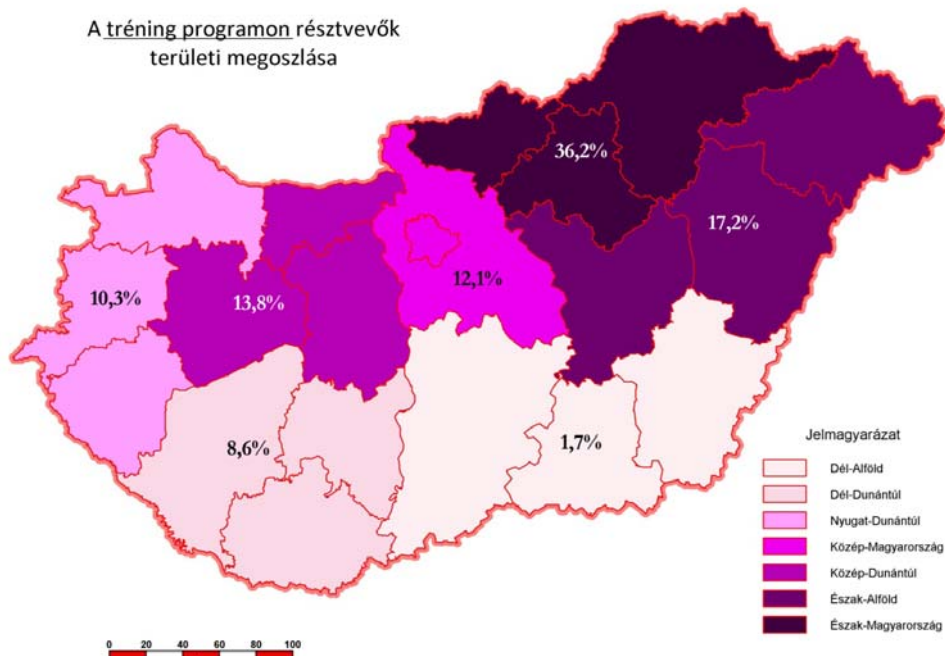 A tréning programon résztvevők
területi megoszlása
36,2%
17,2%
10,3%
13,8%
12,1%
8,6%
1,7%
Jelmagyarázat
Dél-Alföld
Dél-Dunántúl
Nyugat-Dunántúl
Közép-Magyarország
Közép-Dunántúl
Észak-Alföld
Észak-Magyarország
0 20 40 60 80 100